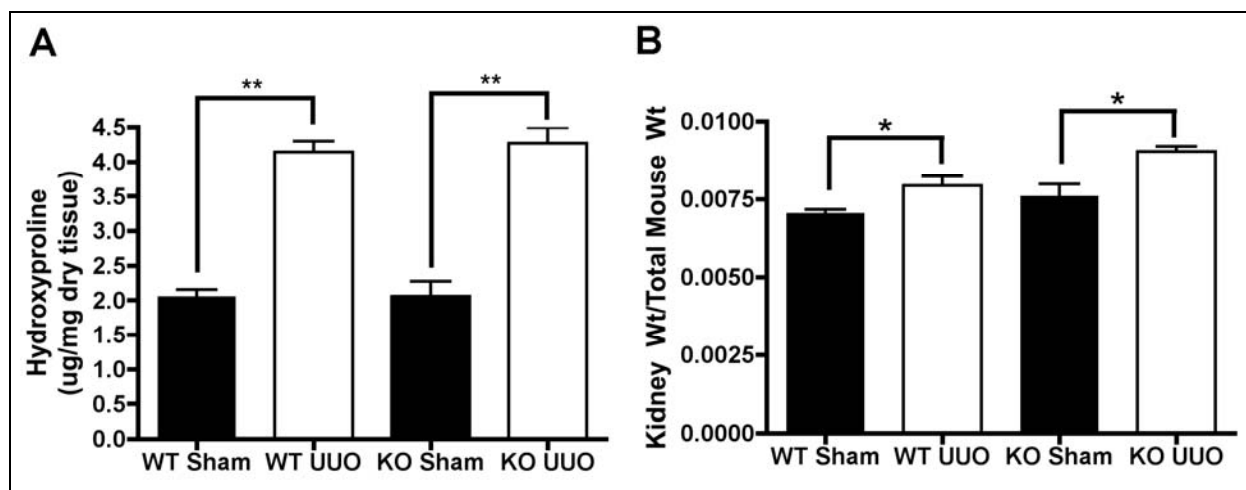 A
**
**
Hydroxyproline
(ug/mg dry tissue)
4.5
4.0
3.5
3.0
2.5
2.0
1.5
1.0
0.5
0.0
WT Sham
WT UUO
KO Sham
KO UUO
B
*
*
Kidney Wt/Total Mouse Wt
0.0100
0.0075
0.0050
0.0025
0.0000
WT Sham
WT UUO
KO Sham
KO UUO